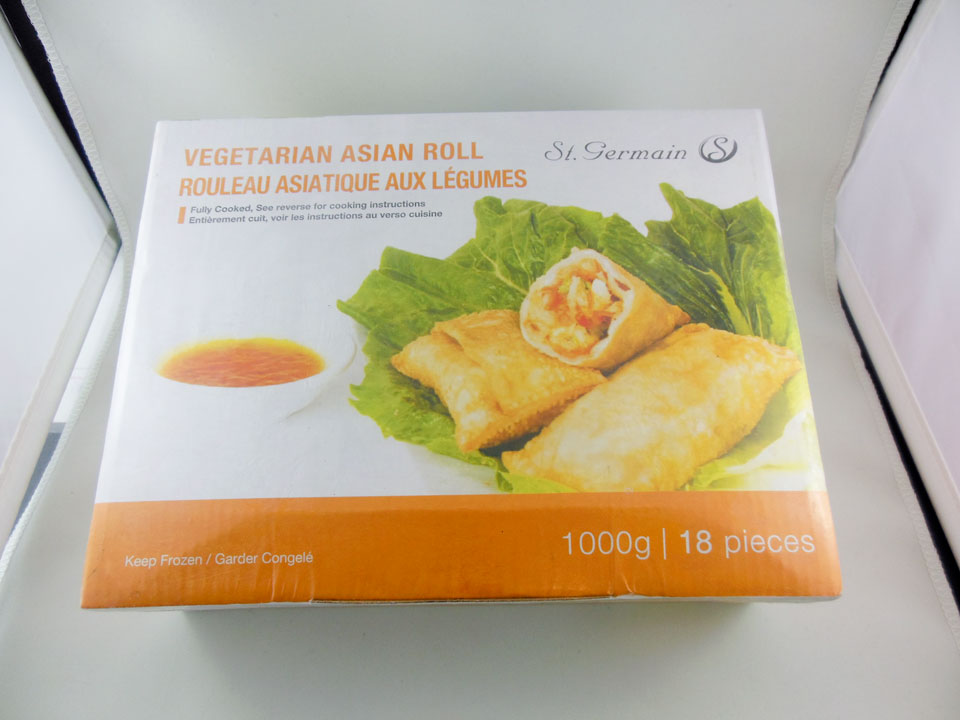 VEGETARIAN ASIAN ROLL
St. Germain
ROULEAU ASIATIQUE AUX LÉGUMES
Fully Cooked, See reverse for cooking instructions
Entièrement cuit, voir les instructions au verso cuisine
Keep Frozen / Garder Congelé
1000g | 18 pieces